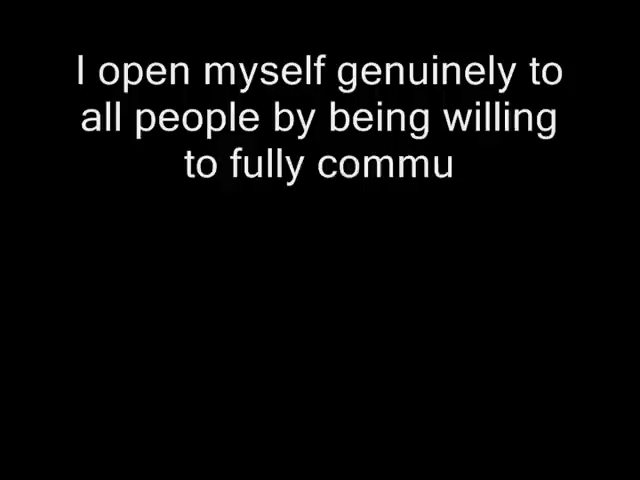 I open myself genuinely to
all people by being willing
to fully commu